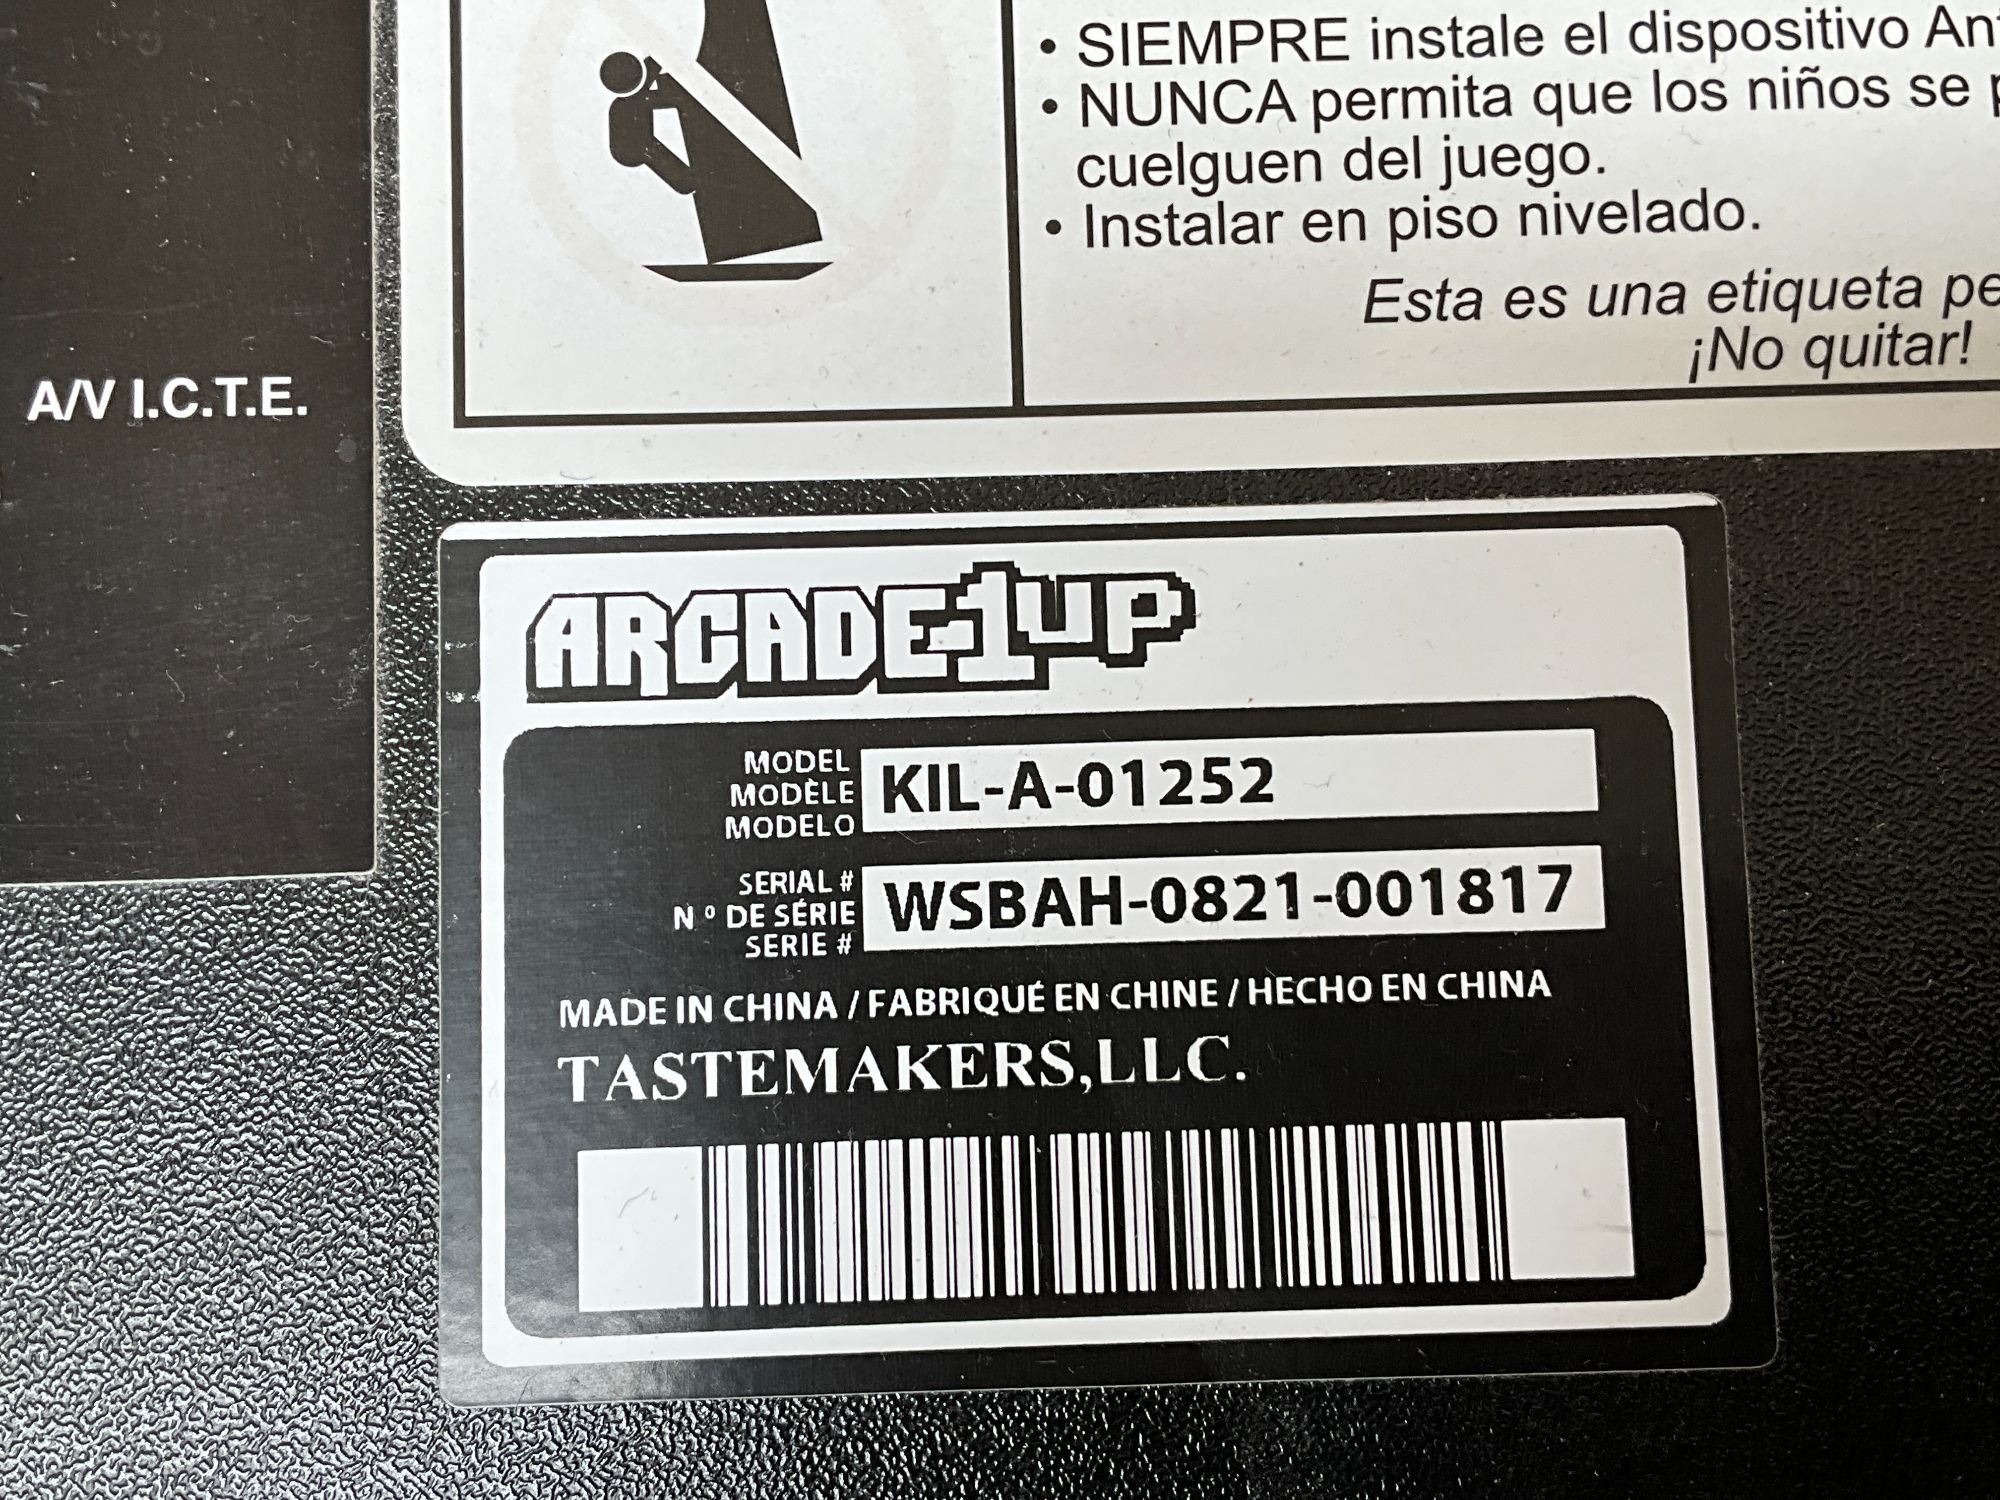 • SIEMPRE instale el dispositivo
• NUNCA permita que los niños se
cuelguen del juego.
• Instalar en piso nivelado.
Esta es una etiqueta
¡No quitar!
A/V I.C.T.E.
ARCADE1UP
MODEL
MODÈLE
MODELO
KIL-A-01252
SERIAL #
N º DE SÉRIE
SERIE #
WSBAH-0821-001817
MADE IN CHINA / FABRIQUÉ EN CHINE / HECHO EN CHINA
TASTEMAKERS,LLC.